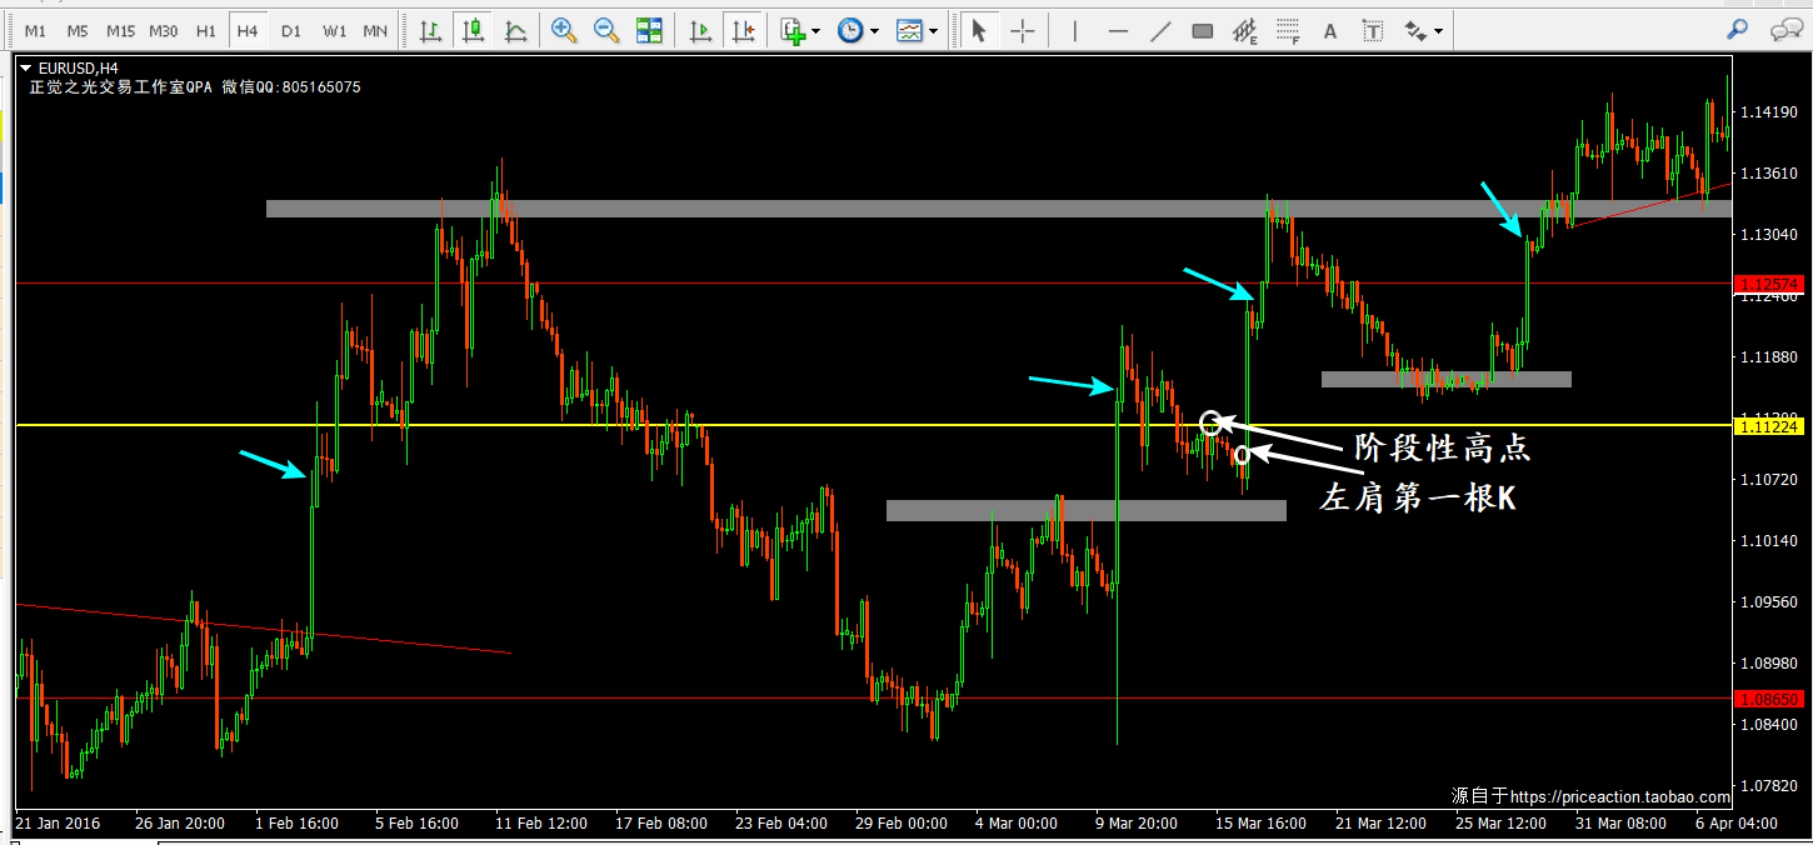 M1 M5 M15 M30 H1 H4 D1 W1 MN
EURUSD,H4
正觉之光交易工作室QPA 微信QQ:805165075
1.14190
1.13610
1.13040
1.12574
1.11880
1.11224
阶段性高点
1.10720
左肩第一根K
1.10140
1.09560
1.08980
1.08650
1.08400
1.07820
源自于https://priceaction.taobao.com
21 Jan 2016 26 Jan 20:00 1 Feb 16:00 5 Feb 16:00 11 Feb 12:00 17 Feb 08:00 23 Feb 04:00 29 Feb 00:00 4 Mar 00:00 9 Mar 20:00 15 Mar 16:00 21 Mar 12:00 25 Mar 12:00 31 Mar 08:00 6 Apr 04:00